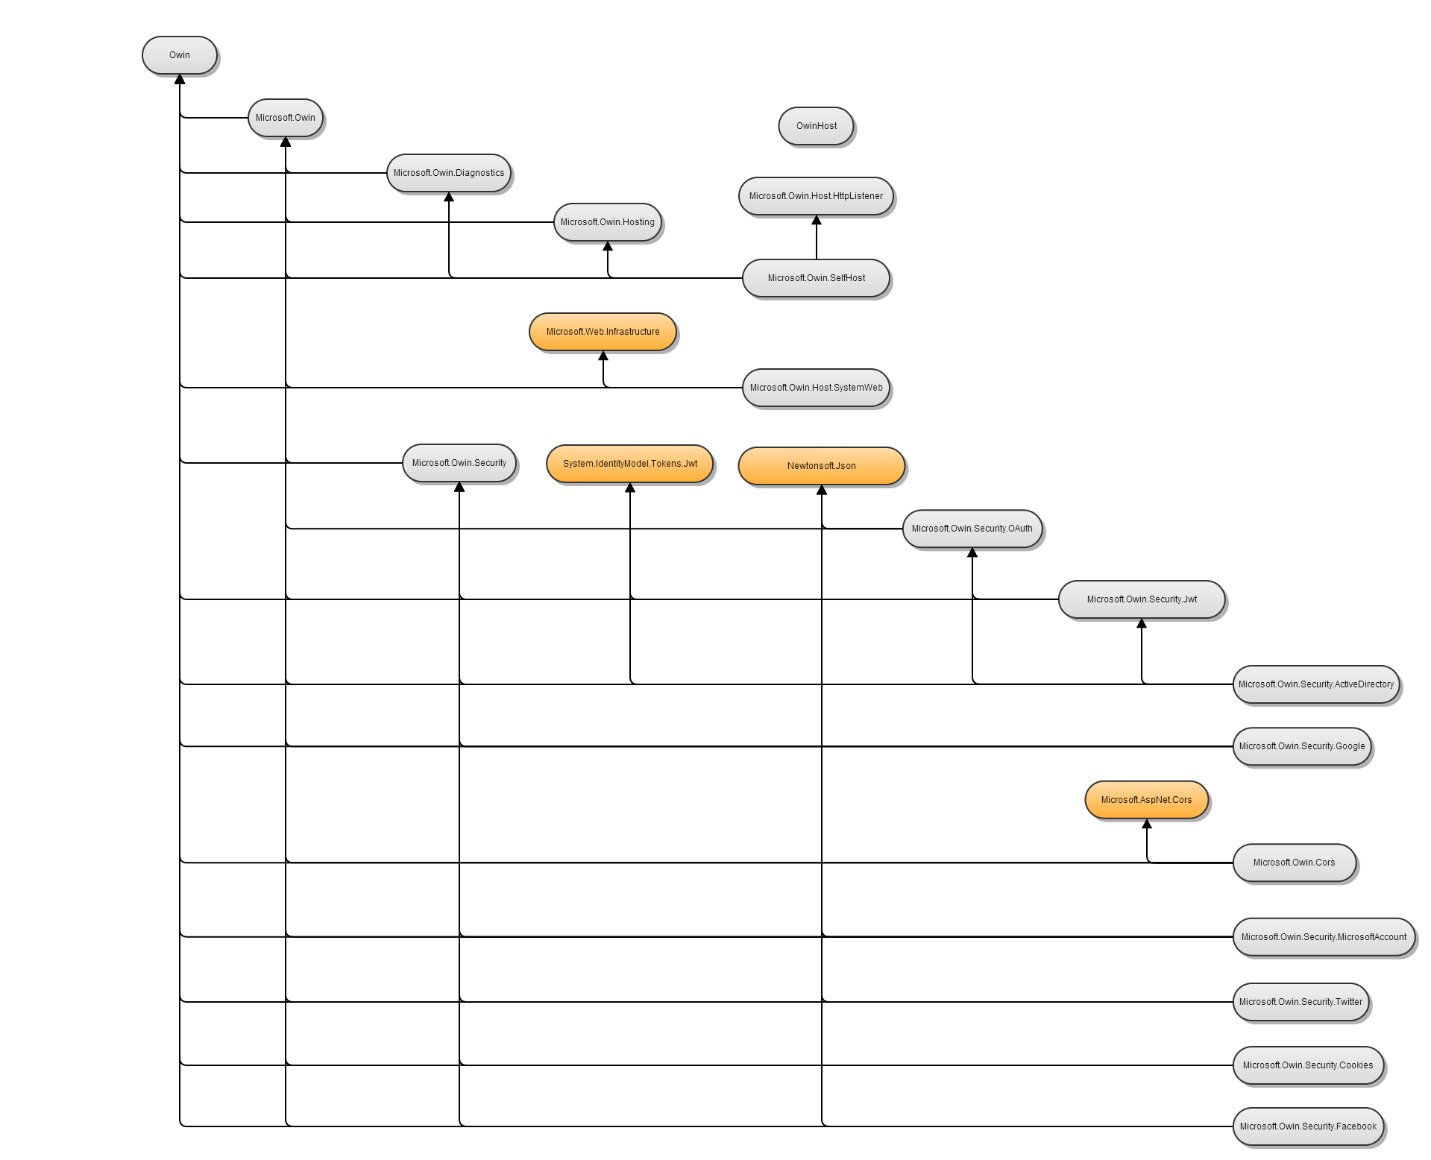 Owin
Microsoft.Owin
OwinHost
Microsoft.Owin.Diagnostics
Microsoft.Owin.Host.HttpListener
Microsoft.Owin.Hosting
Microsoft.Owin.SelfHost
Microsoft.Web.Infrastructure
Microsoft.Owin.Host.SystemWeb
Microsoft.Owin.Security
System.IdentityModel.Tokens.Jwt
Newtonsoft.Json
Microsoft.Owin.Security.OAuth
Microsoft.Owin.Security.Jwt
Microsoft.Owin.Security.ActiveDirectory
Microsoft.Owin.Security.Google
Microsoft.AspNet.Cors
Microsoft.Owin.Cors
Microsoft.Owin.Security.MicrosoftAccount
Microsoft.Owin.Security.Twitter
Microsoft.Owin.Security.Cookies
Microsoft.Owin.Security.Facebook